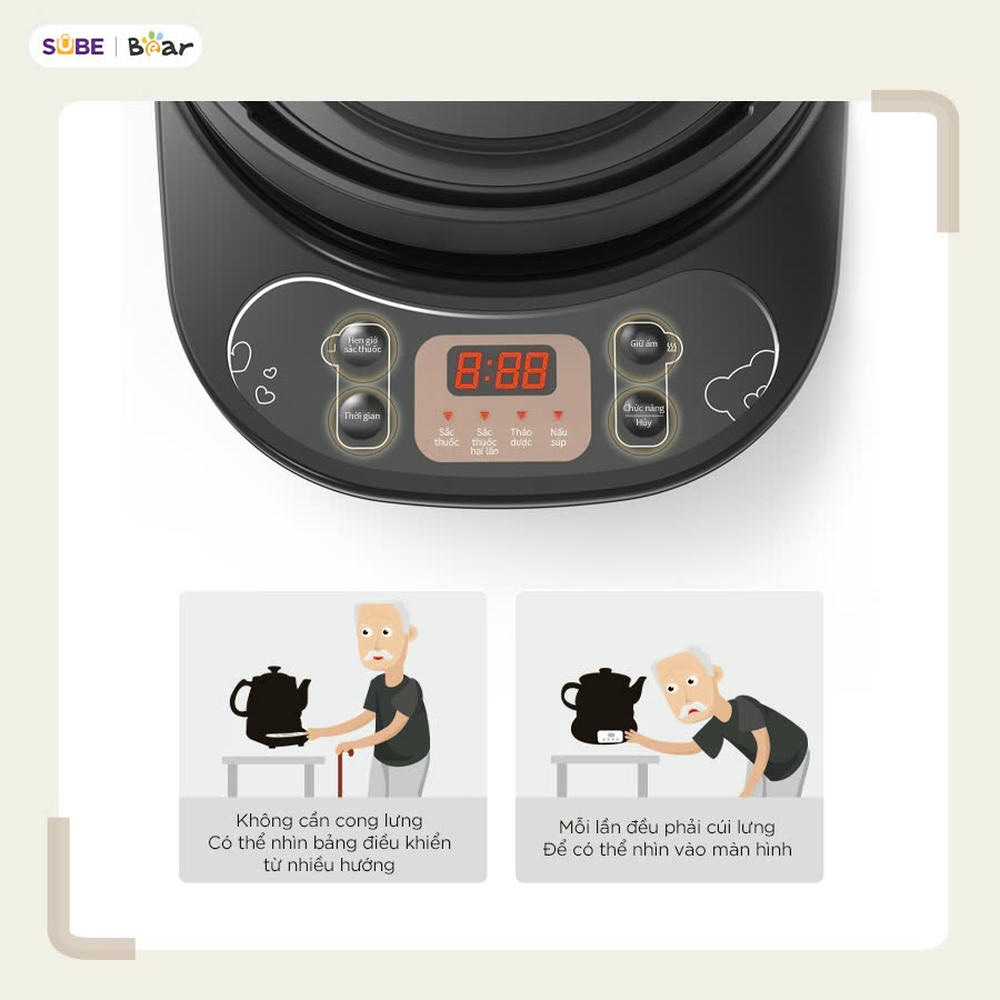 SUBE | Bear
Hẹn giờ
sắc thuốc
Thời gian
8:88
Sắc
thuốc
Sắc
thuốc
hai lần
Thảo
dược
Nấu
súp
Giữ ấm
Chức năng
Hủy
Không cần cong lưng
Có thể nhìn bảng điều khiển
từ nhiều hướng
Mỗi lần đều phải cúi lưng
Để có thể nhìn vào màn hình